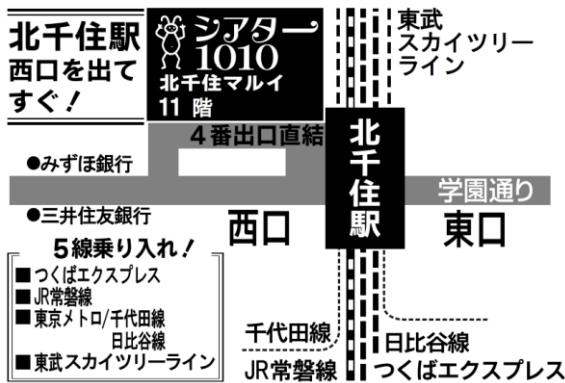 北千住駅
西口を出て
すぐ！
シアター
1010
北千住マルイ
11 階
東武
スカイツリー
ライン
4番出口直結
北千住駅
●みずほ銀行
学園通り
●三井住友銀行
西口
東口
5線乗り入れ！
■つくばエクスプレス
■JR常磐線
■東京メトロ/千代田線
日比谷線
■東武スカイツリーライン
千代田線
日比谷線
JR常磐線
つくばエクスプレス